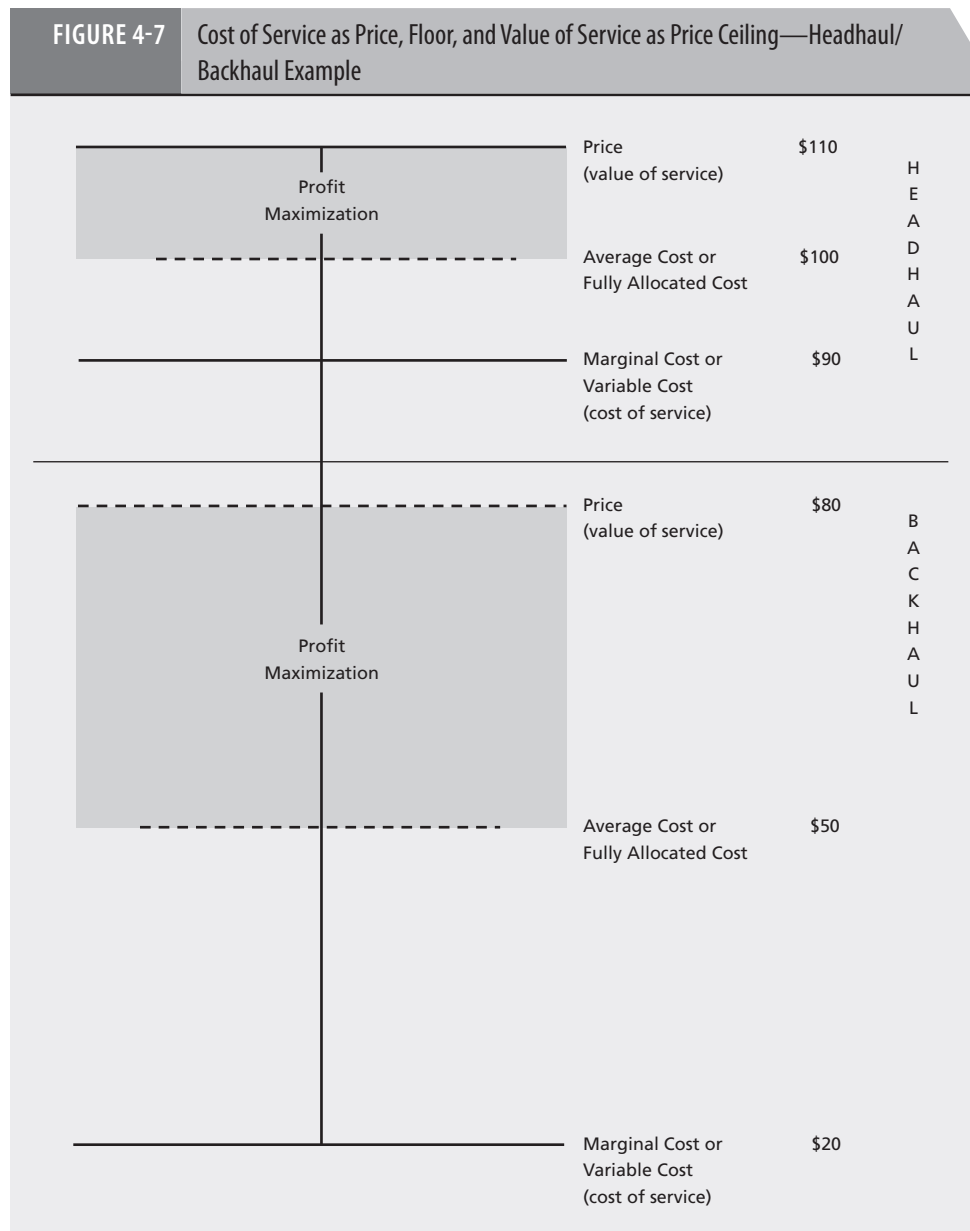 FIGURE 4-7
Cost of Service as Price, Floor, and Value of Service as Price Ceiling—Headhaul/
Backhaul Example
Price $110
(value of service)
Profit
Maximization
Average Cost or $100
Fully Allocated Cost
Marginal Cost or $90
Variable Cost
(cost of service)
HEADHAUL
Price $80
(value of service)
Profit
Maximization
Average Cost or $50
Fully Allocated Cost
Marginal Cost or $20
Variable Cost
(cost of service)
BACKHAUL